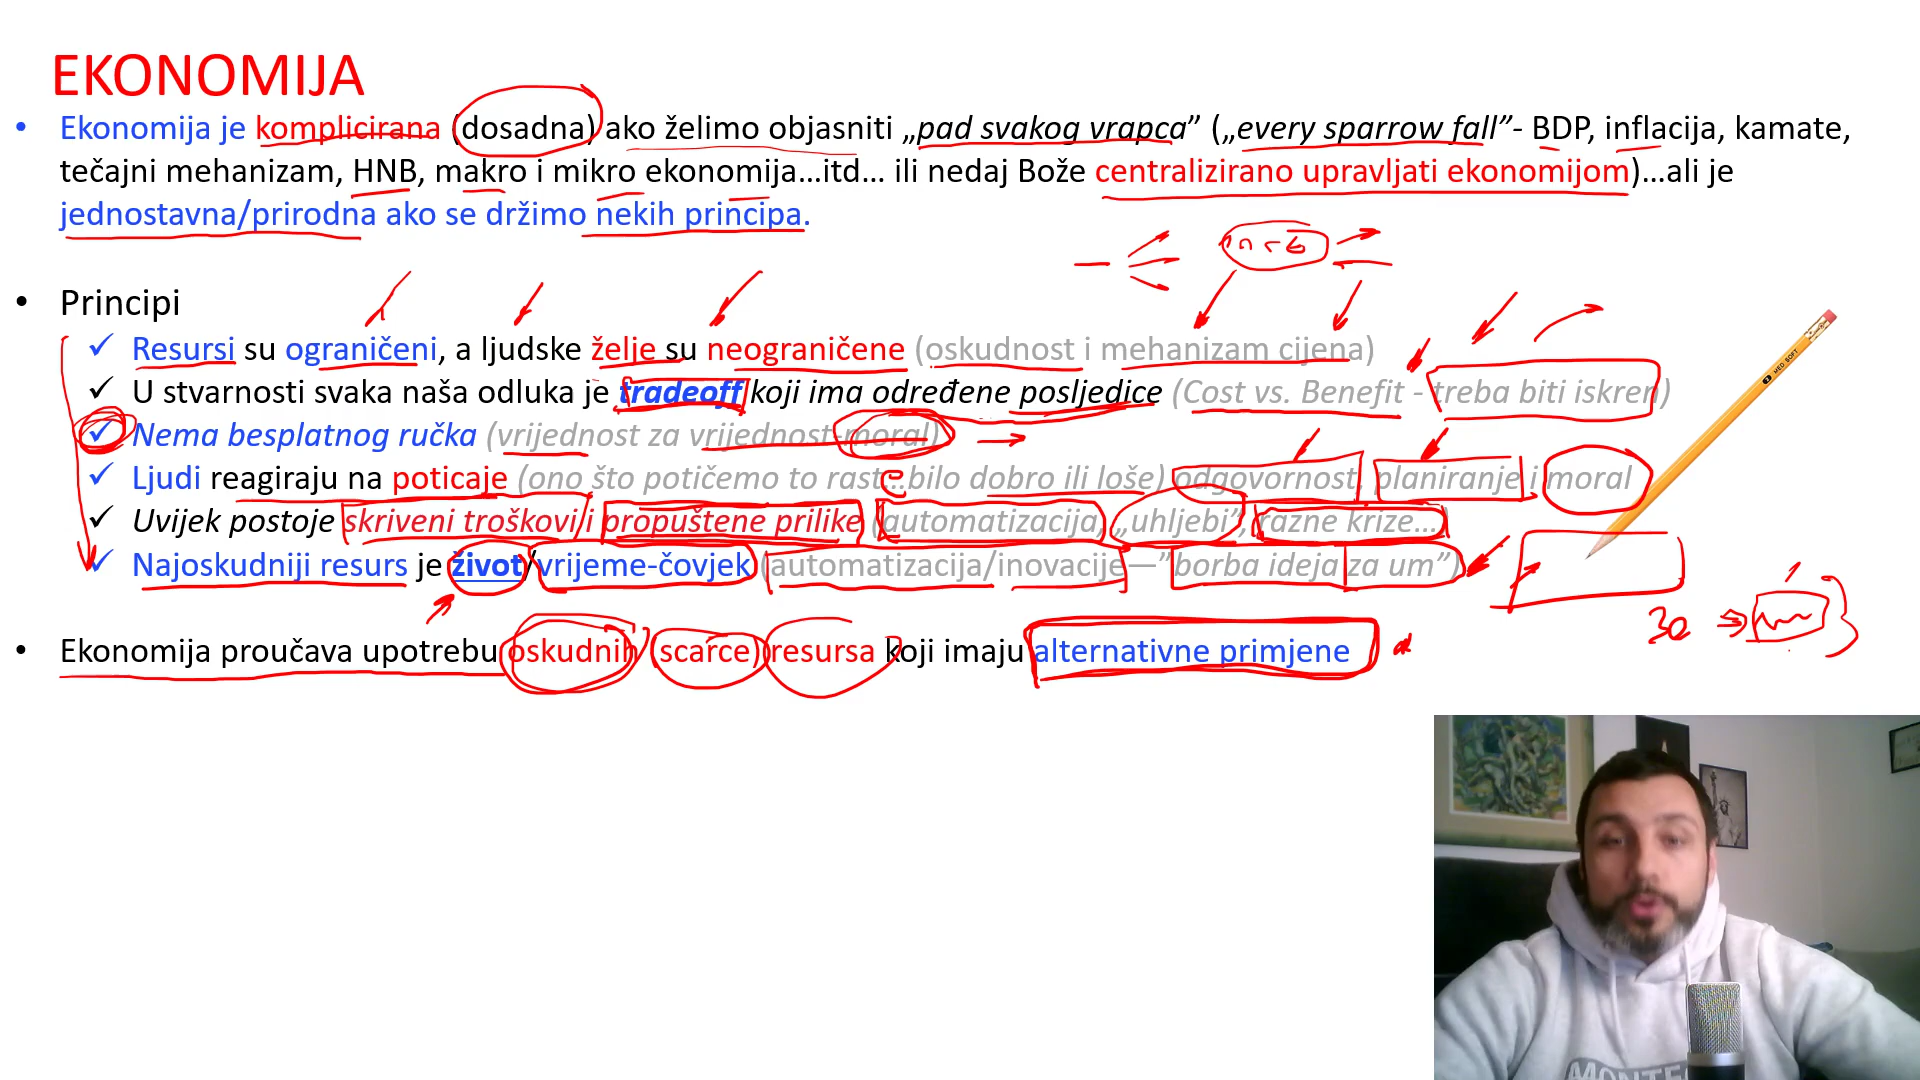 EKONOMIJA
• Ekonomija je komplicirana (dosadna) ako želimo objasniti „pad svakog vrapca” („every sparrow fall”- BDP, inflacija, kamate,
tečajni mehanizam, HNB, makro i mikro ekonomija...itd... ili nedaj Bože centralizirano upravljati ekonomijom)...ali je
jednostavna/prirodna ako se držimo nekih principa.
• Principi
✓ Resursi su ograničeni, a ljudske želje su neograničene (oskudnost i mehanizam cijena)
✓ U stvarnosti svaka naša odluka je tradeoff koji ima određene posljedice (Cost vs. Benefit - treba biti iskren)
✓ Nema besplatnog ručka (vrijednost za vrijednost-moral)
✓ Ljudi reagiraju na poticaje (ono što potičemo to raste...bilo dobro ili loše) odgovornost, planiranje i moral
✓ Uvijek postoje skriveni troškovi/i propuštene prilike (automatizacija, „uhljebi”, razne krize...)
✓ Najoskudniji resurs je život/vrijeme-čovjek (automatizacija/inovacije—”borba ideja za um”)
• Ekonomija proučava upotrebu oskudnih (scarce) resursa koji imaju alternativne primjene